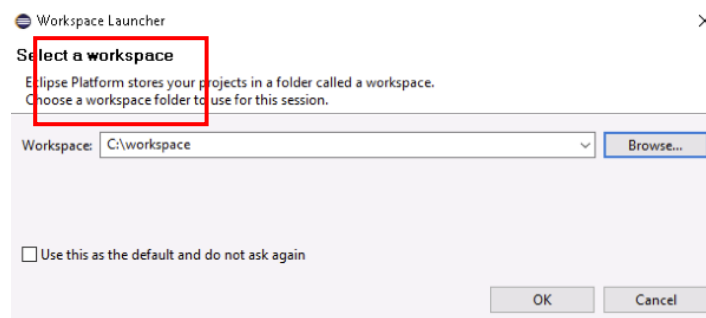 Workspace Launcher
Select a workspace
Eclipse Platform stores your projects in a folder called a workspace.
Choose a workspace folder to use for this session.
Workspace: C:\workspace Browse...
Use this as the default and do not ask again
OK Cancel